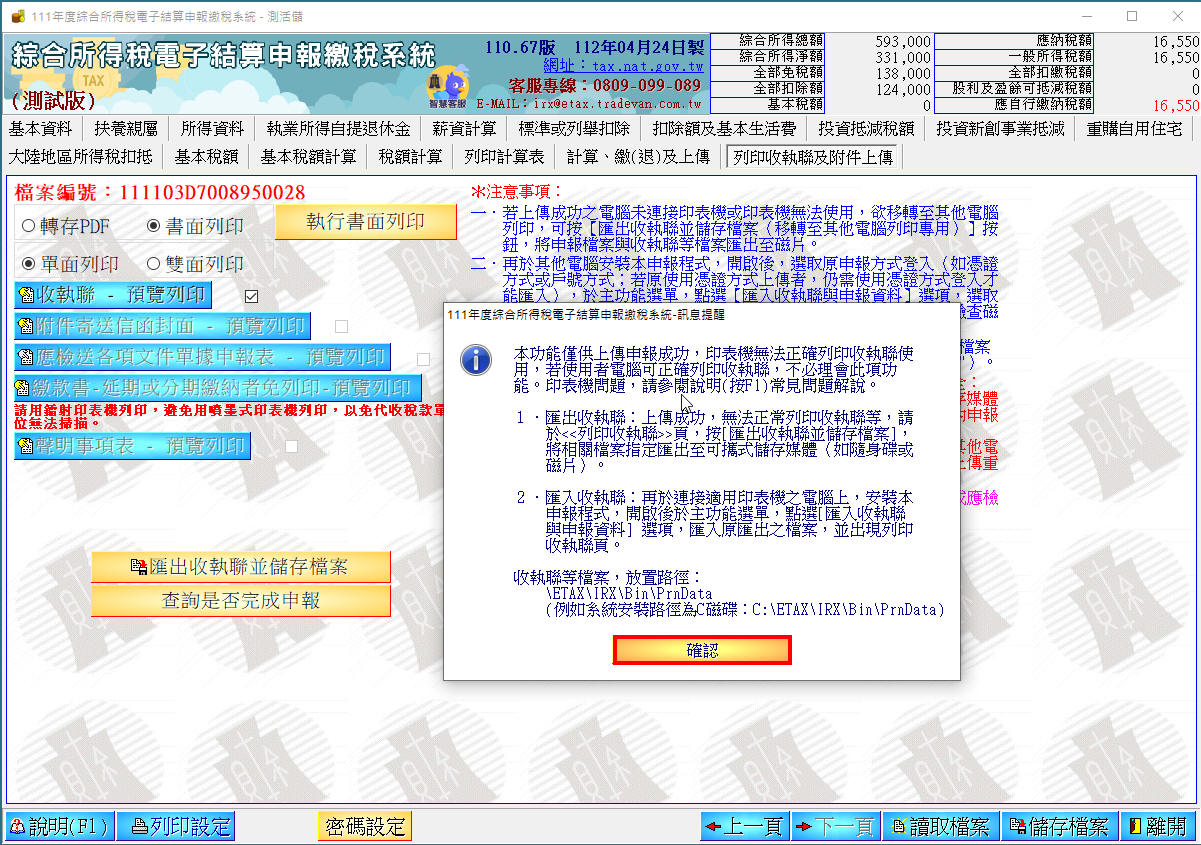 111年度綜合所得稅電子結算申報繳稅系統 - 測活儲
綜合所得稅電子結算申報繳稅系統
TAX
(測試版)
智慧客服
110.67版 112年04月24日製
網址：tax.nat.gov.tw
客服專線：0809-099-089
E-MAIL：irx@etax.tradevan.com.tw
綜合所得總額 593,000 應納稅額 16,550
綜合所得淨額 331,000 一般所得稅額 16,550
全部免稅額 138,000 全部扣繳稅額 0
全部扣除額 124,000 股利及盈餘可抵減稅額 0
基本稅額 0 應自行繳納稅額 16,550
基本資料 扶養親屬 所得資料 執業所得自提退休金 薪資計算 標準或列舉扣除 扣除額及基本生活費 投資抵減稅額 投資新創事業抵減 重購自用住宅
大陸地區所得稅扣抵 基本稅額 基本稅額計算 稅額計算 列印計算表 計算、繳(退)及上傳 列印收執聯及附件上傳
檔案編號：111103D7008950028
轉存PDF 書面列印 執行書面列印
單面列印 雙面列印
收執聯 - 預覽列印
附件寄送信函封面 - 預覽列印
應檢送各項文件單據申報表 - 預覽列印
繳款書-延期或分期繳納者免列印-預覽列印
請用鐳射印表機列印，避免用噴墨式印表機列印，以免代收稅款單
位無法掃描。
聲明事項表 - 預覽列印
匯出收執聯並儲存檔案
查詢是否完成申報
*注意事項：
一．若上傳成功之電腦未連接印表機或印表機無法使用，欲移轉至其他電腦
列印，可按［匯出收執聯並儲存檔案（移轉至其他電腦列印專用）］按
鈕，將申報檔案與收執聯等檔案匯出至磁片。
二．再於其他電腦安裝本申報程式，開啟後，選取原申報方式登入（如憑證
方式或戶號方式；若原使用憑證方式上傳者，仍需使用憑證方式登入才
能匯入），於主功能選單，點選［匯入收執聯與申報資料］選項，選取
檢查磁
檔案
）。
：
存媒體
申報
其他電
上傳重
或應檢
111年度綜合所得稅電子結算申報繳稅系統-訊息提醒
本功能僅供上傳申報成功，印表機無法正確列印收執聯使
用，若使用者電腦可正確列印收執聯，不必理會此項功
能。印表機問題，請參閱說明(按F1)常見問題解說。
１．匯出收執聯：上傳成功，無法正常列印收執聯等，請
於<<列印收執聯>>頁，按[匯出收執聯並儲存檔案]，
將相關檔案指定匯出至可攜式儲存媒體（如隨身碟或
磁片）。
２．匯入收執聯：再於連接適用印表機之電腦上，安裝本
申報程式，開啟後於主功能選單，點選[匯入收執聯
與申報資料］選項，匯入原匯出之檔案，並出現列印
收執聯頁。
收執聯等檔案，放置路徑：
\ETAX\IRX\Bin\PrnData
(例如系統安裝路徑為C磁碟：C:\ETAX\IRX\Bin\PrnData)
確認
說明(F1) 列印設定 密碼設定 上一頁 下一頁 讀取檔案 儲存檔案 離開